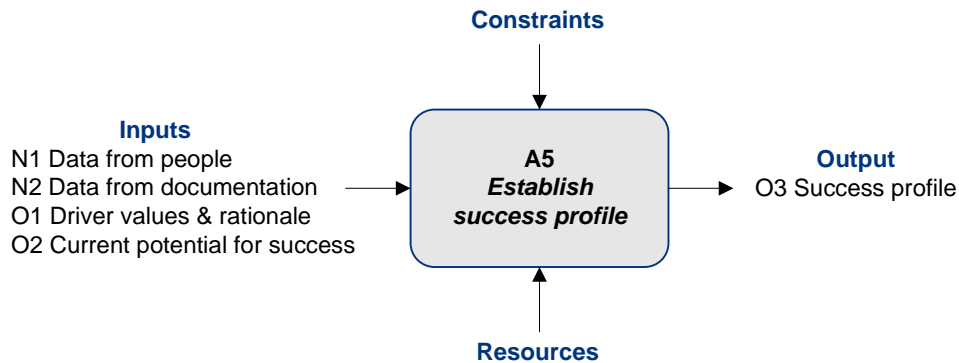 Constraints
Inputs
N1 Data from people
N2 Data from documentation
O1 Driver values & rationale
O2 Current potential for success
A5
Establish
success profile
Output
O3 Success profile
Resources